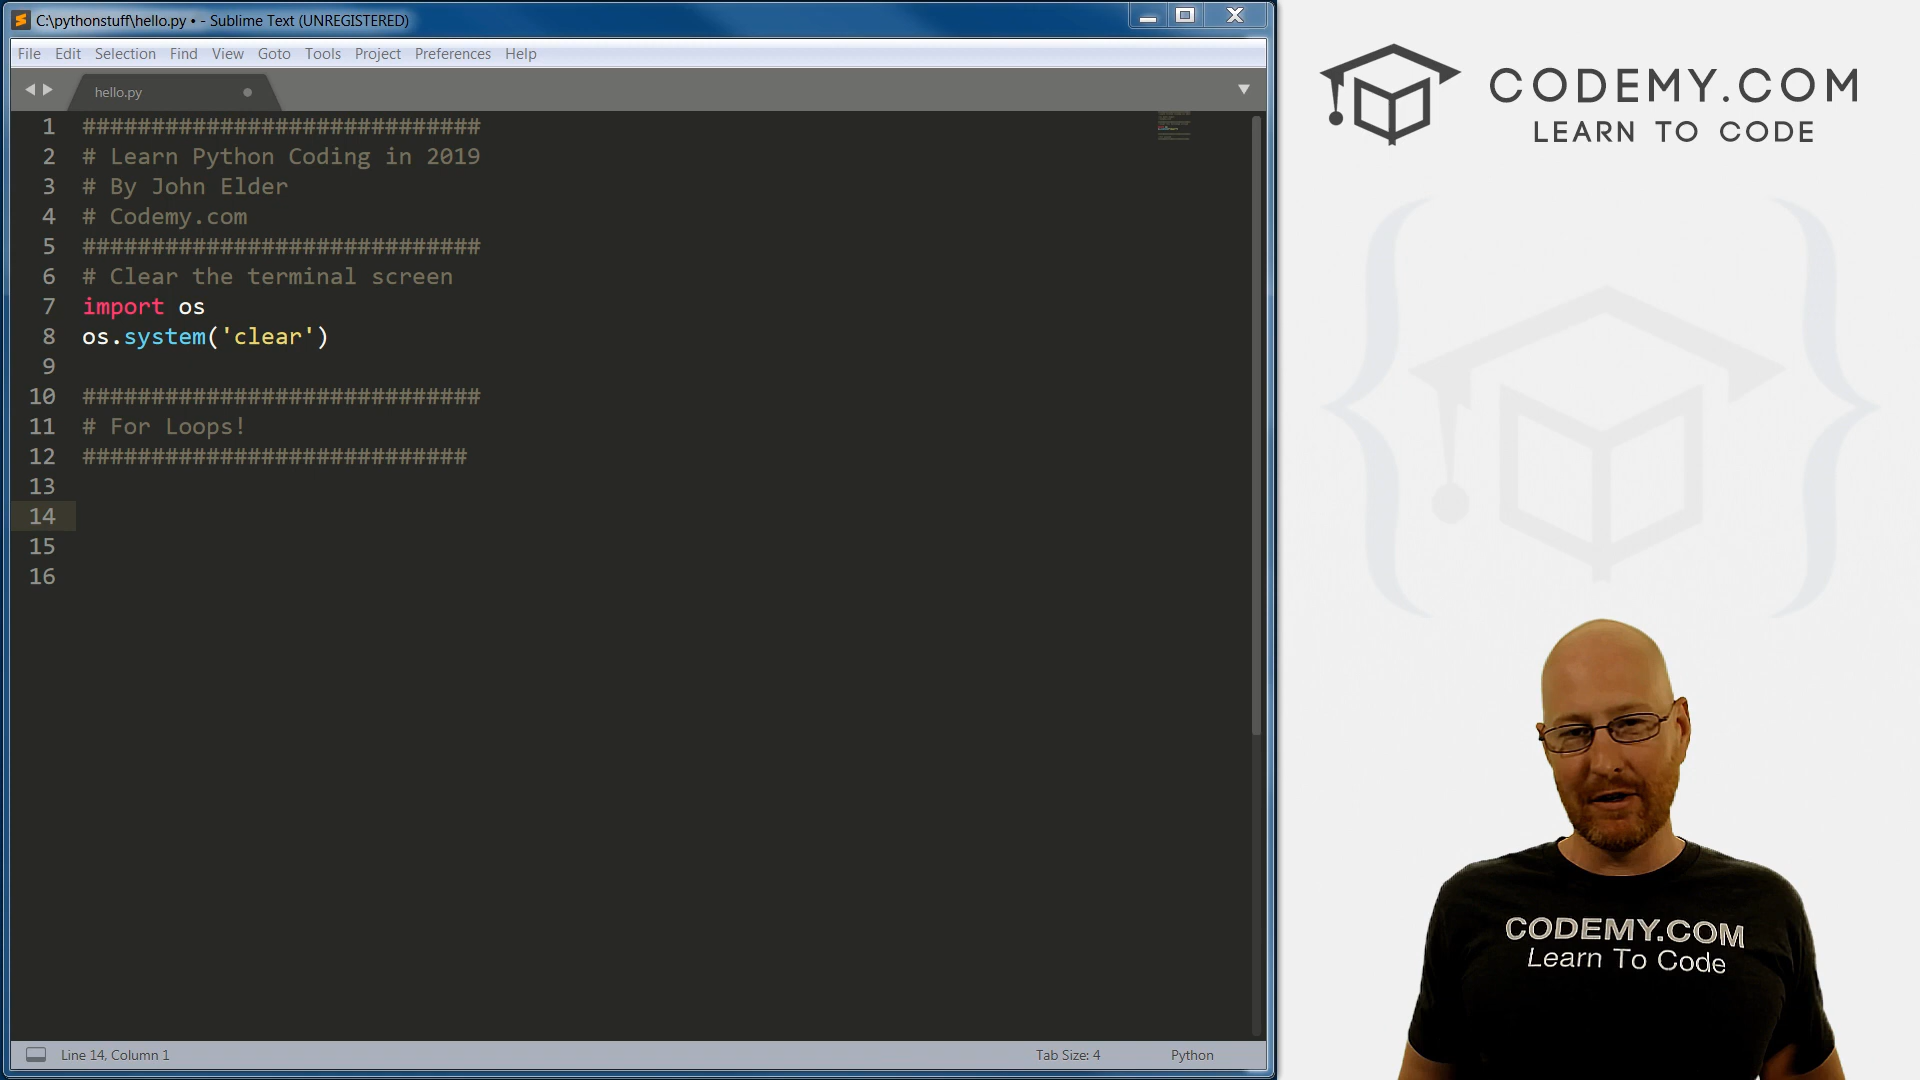 C:\pythonstuff\hello.py • - Sublime Text (UNREGISTERED)
File Edit Selection Find View Goto Tools Project Preferences Help
hello.py
1 #############################
2 # Learn Python Coding in 2019
3 # By John Elder
4 # Codemy.com
5 #############################
6 # Clear the terminal screen
7 import os
8 os.system('clear')
9
10 #############################
11 # For Loops!
12 ############################
13
14
15
16
Line 14, Column 1
Tab Size: 4
Python
CODEMY.COM
LEARN TO CODE
CODEMY.COM
Learn To Code